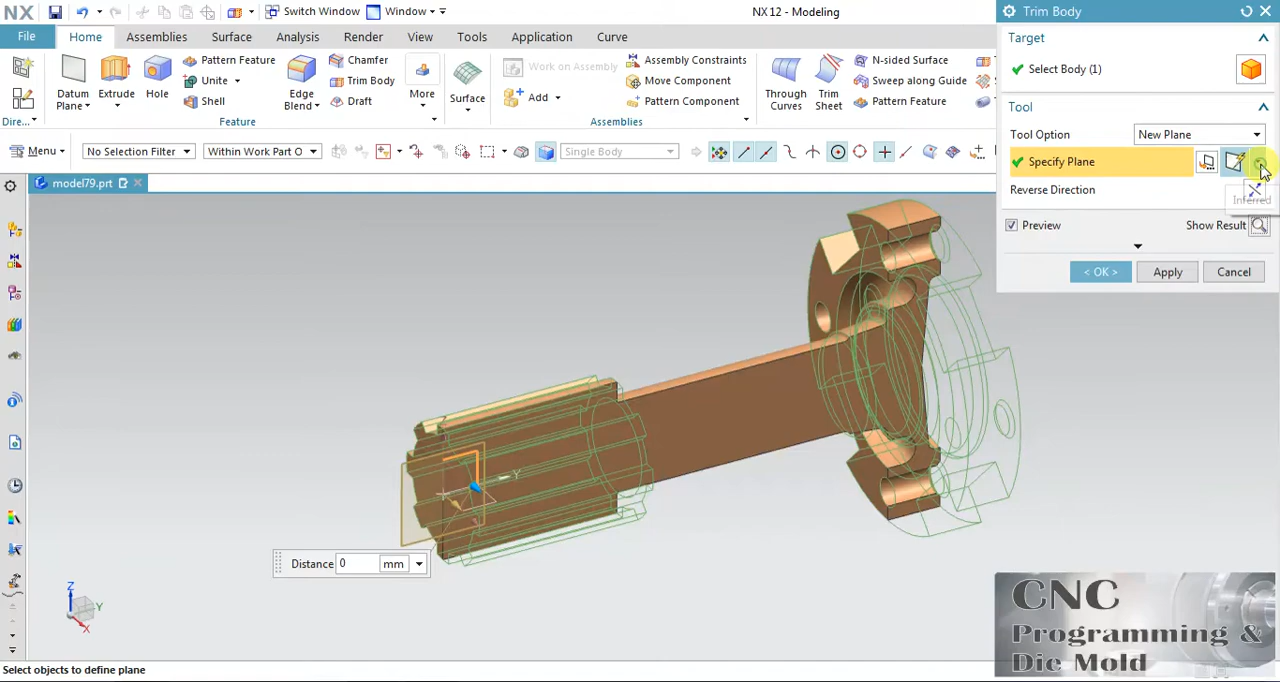 NX
Switch Window
Window
NX 12 - Modeling
File
Home
Assemblies
Surface
Analysis
Render
View
Tools
Application
Curve
Datum
Plane
Extrude
Hole
Pattern Feature
Unite
Shell
Edge
Blend
Chamfer
Trim Body
Draft
More
Surface
Work on Assembly
Add
Assembly Constraints
Move Component
Pattern Component
Through
Curves
Trim
Sheet
N-sided Surface
Sweep along Guide
Pattern Feature
Dire...
Feature
Assemblies
Menu
No Selection Filter
Within Work Part O
Single Body
model79.prt
Trim Body
Target
Select Body (1)
Tool
Tool Option
New Plane
Specify Plane
Reverse Direction
Inferred
Preview
Show Result
< OK >
Apply
Cancel
Y
Distance
0
mm
Z
Y
X
CNC
Programming &
Die Mold
Select objects to define plane